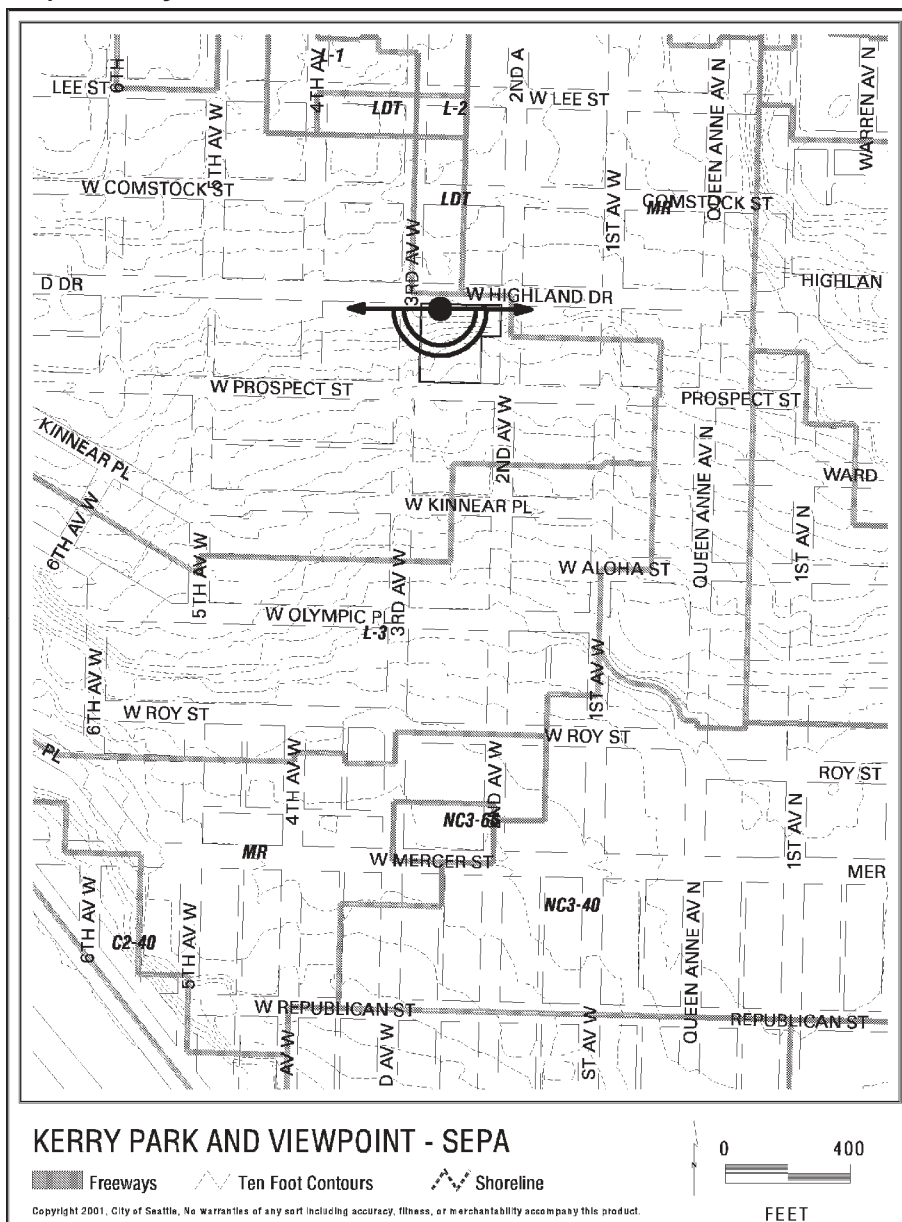 6TH
LEE ST
5TH AV W
4TH AV
L-1
LDT
L-2
2ND A
W LEE ST
QUEEN ANNE AV N
WARREN AV N
W COMSTOCK ST
LDT
1ST AV W
COMSTOCK ST
MR
3RD AV W
D DR
W HIGHLAND DR
HIGHLAN
W PROSPECT ST
PROSPECT ST
KINNEAR PL
6TH AV W
2ND AV W
W KINNEAR PL
QUEEN ANNE AV N
WARD
1ST AV N
5TH AV W
3RD AV W
W ALOHA ST
W OLYMPIC PL
L-3
6TH AV W
1ST AV W
W ROY ST
W ROY ST
PL
4TH AV W
2ND AV W
ROY ST
NC3-65
1ST AV N
MR
W MERCER ST
MER
6TH AV W
C2-40
5TH AV W
NC3-40
QUEEN ANNE AV N
W REPUBLICAN ST
REPUBLICAN ST
AV W
D AV W
ST AV W
KERRY PARK AND VIEWPOINT - SEPA
Freeways
Ten Foot Contours
Shoreline
N
0 400
FEET
Copyright 2001, City of Seattle, No warranties of any sort including accuracy, fitness, or merchantability accompany this product.